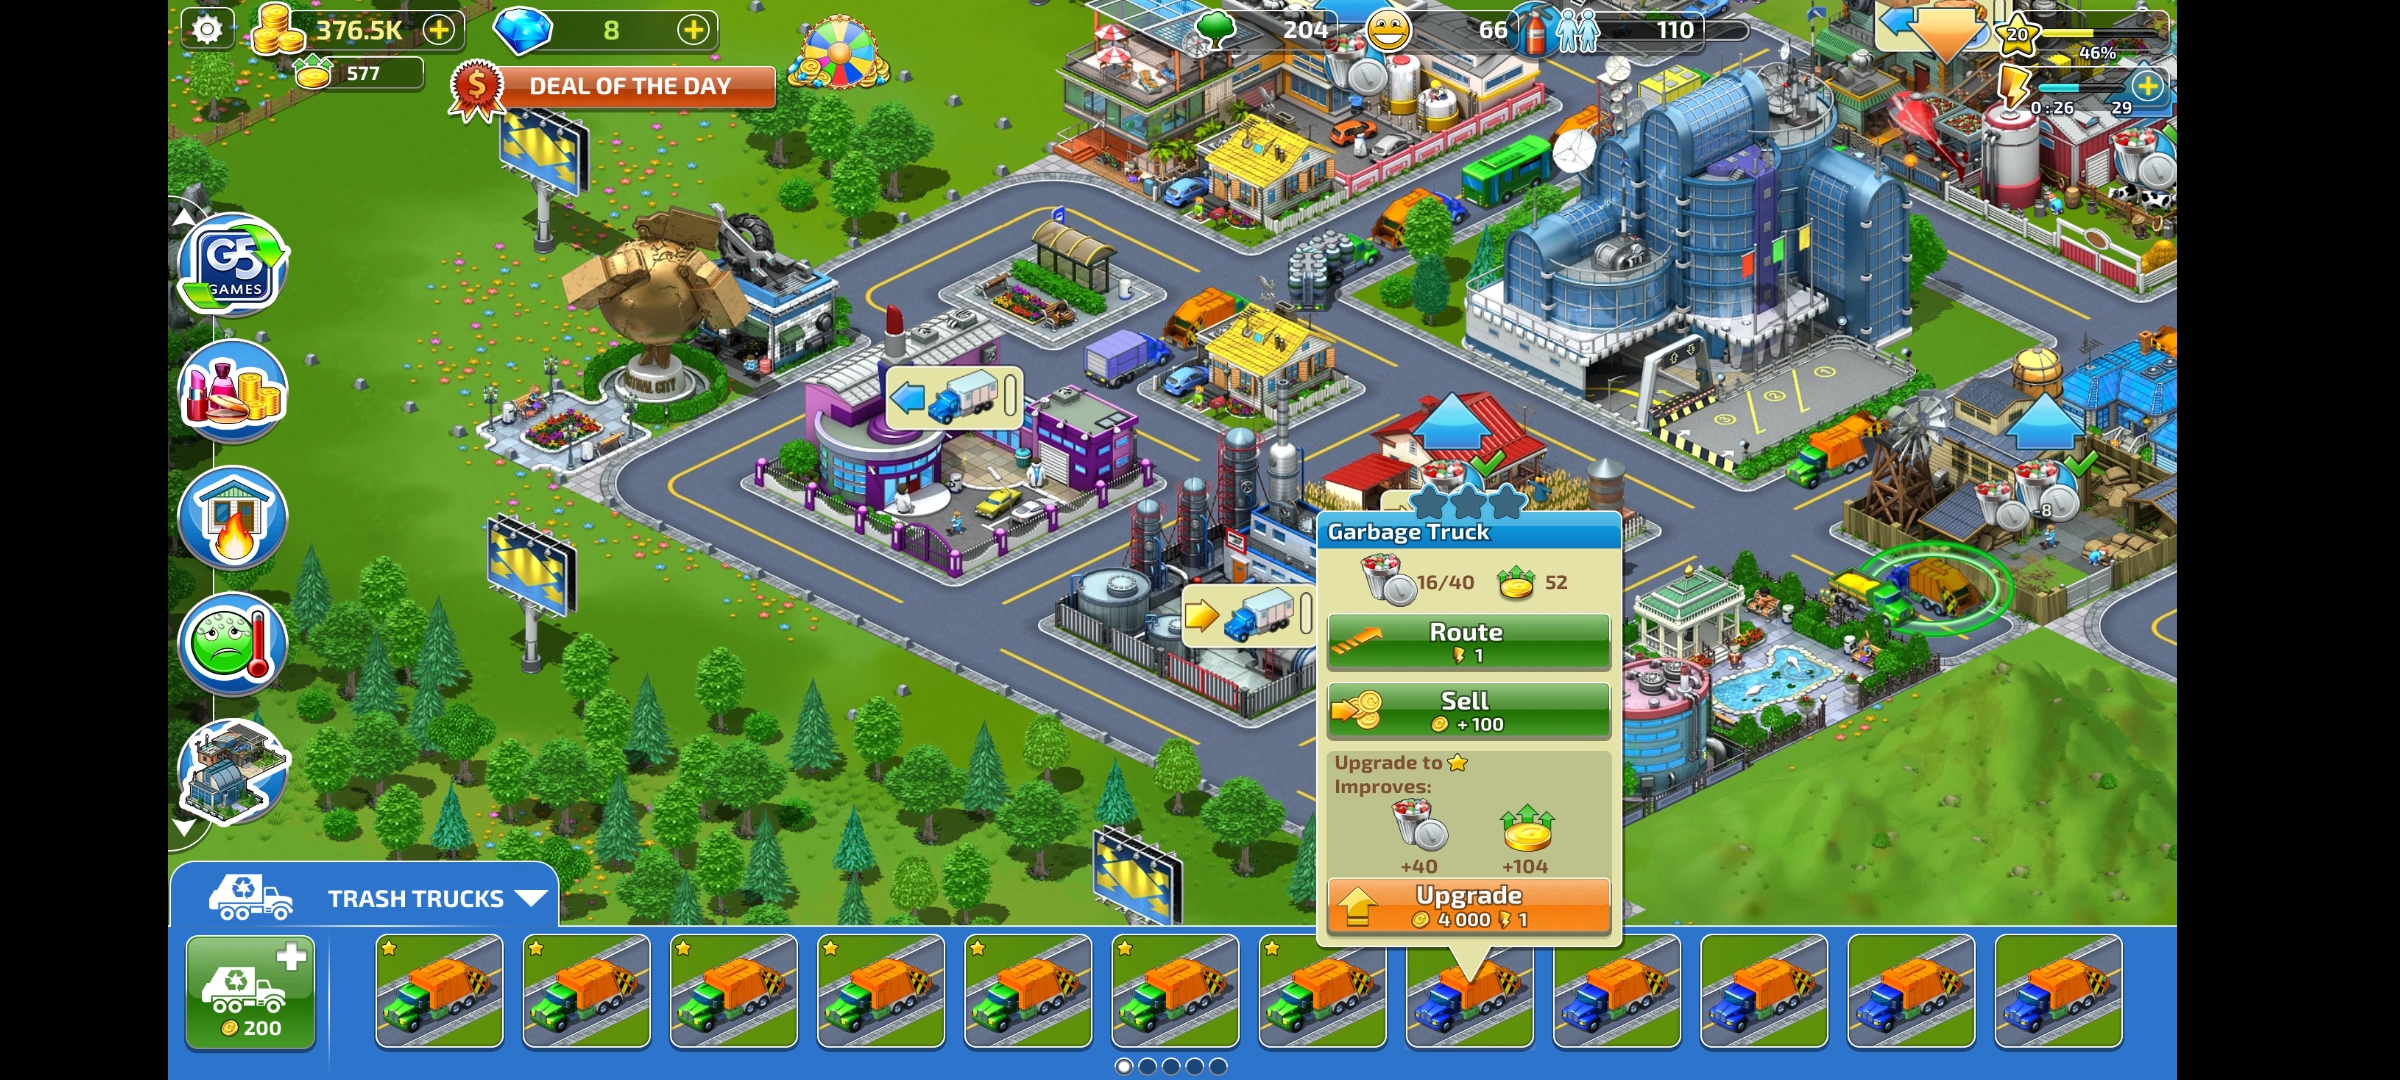 376.5K
8
577
DEAL OF THE DAY
204
66
110
20
46%
0:26
29
G5
GAMES
-8
Garbage Truck
16/40
52
Route
1
Sell
+ 100
Upgrade to
Improves:
+40
+104
Upgrade
4 000
1
TRASH TRUCKS
200